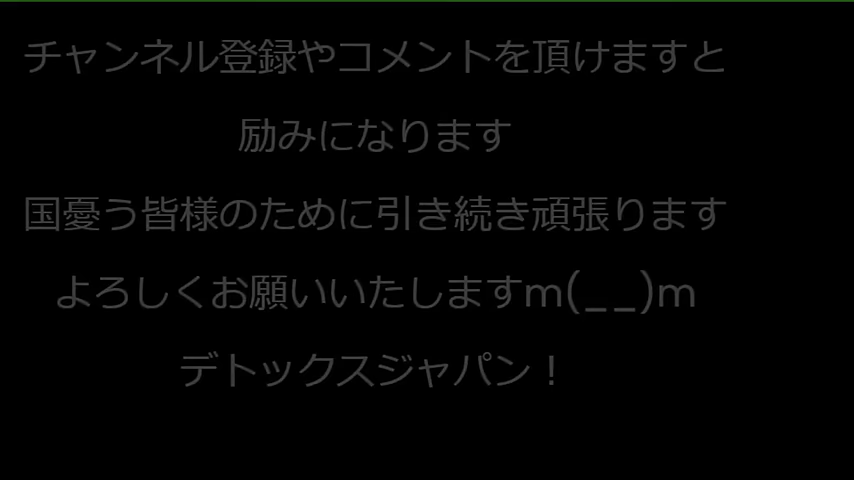 チャンネル登録やコメントを頂けますと
励みになります
国憂う皆様のために引き続き頑張ります
よろしくお願いいたしますm(__)m
デトックスジャパン！